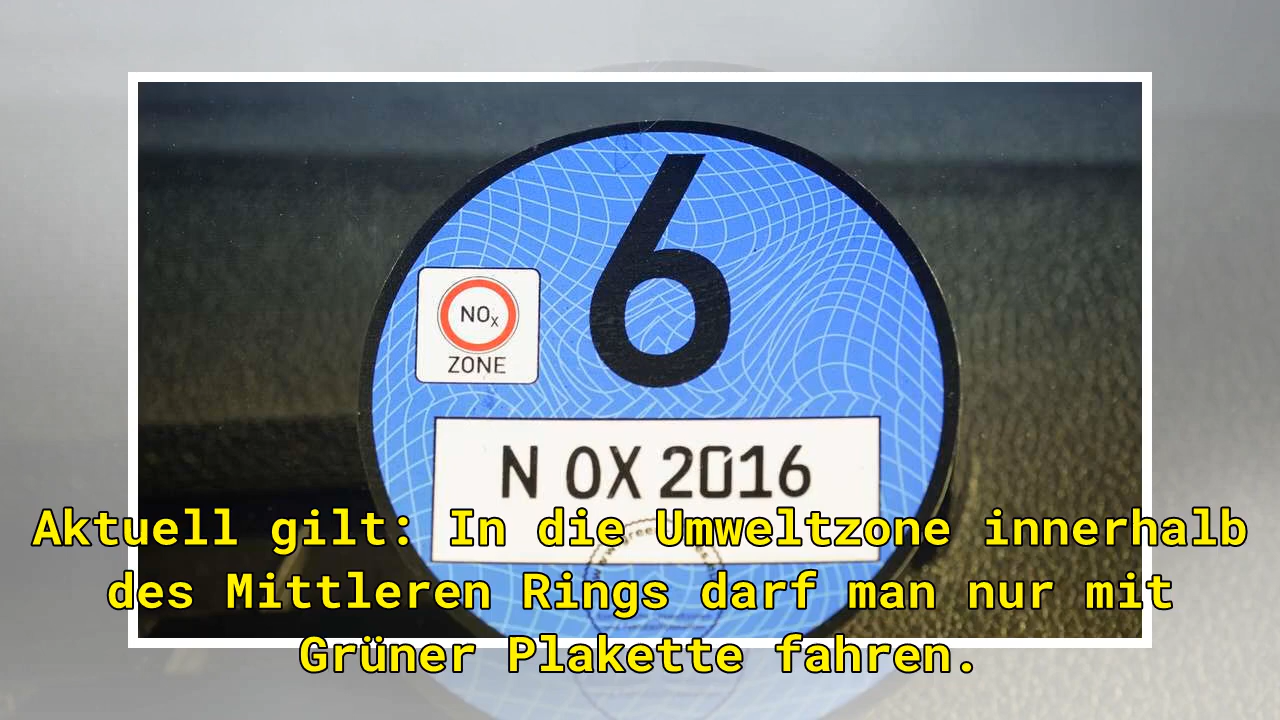 6
NOx
ZONE
N OX 2016
Aktuell gilt: In die Umweltzone innerhalb
des Mittleren Rings darf man nur mit
Grüner Plakette fahren.